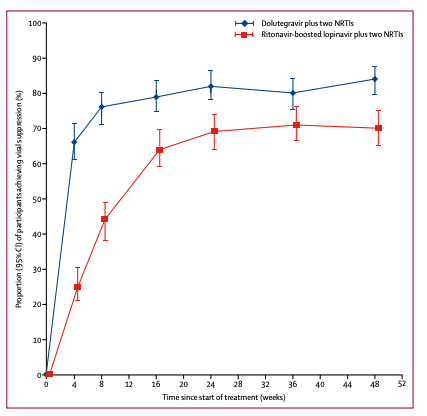 Dolutegravir plus two NRTIs
Ritonavir-boosted lopinavir plus two NRTIs
Proportion (95% CI) of participants achieving viral suppression (%)
100
90
80
70
60
50
40
30
20
10
0
0 4 8 12 16 20 24 28 32 36 40 44 48 52
Time since start of treatment (weeks)